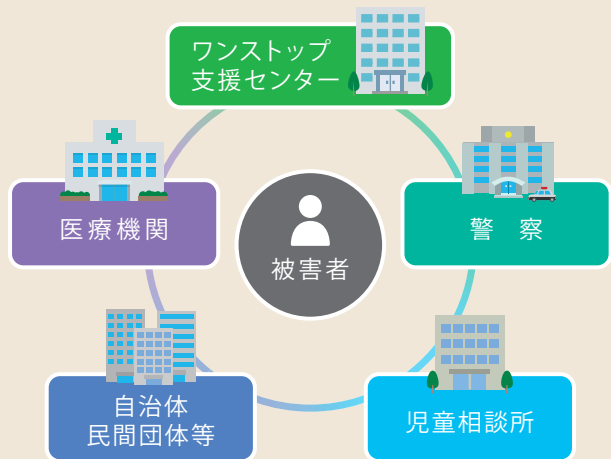 ワンストップ
支援センター
医療機関
警　察
被害者
自治体
民間団体等
児童相談所